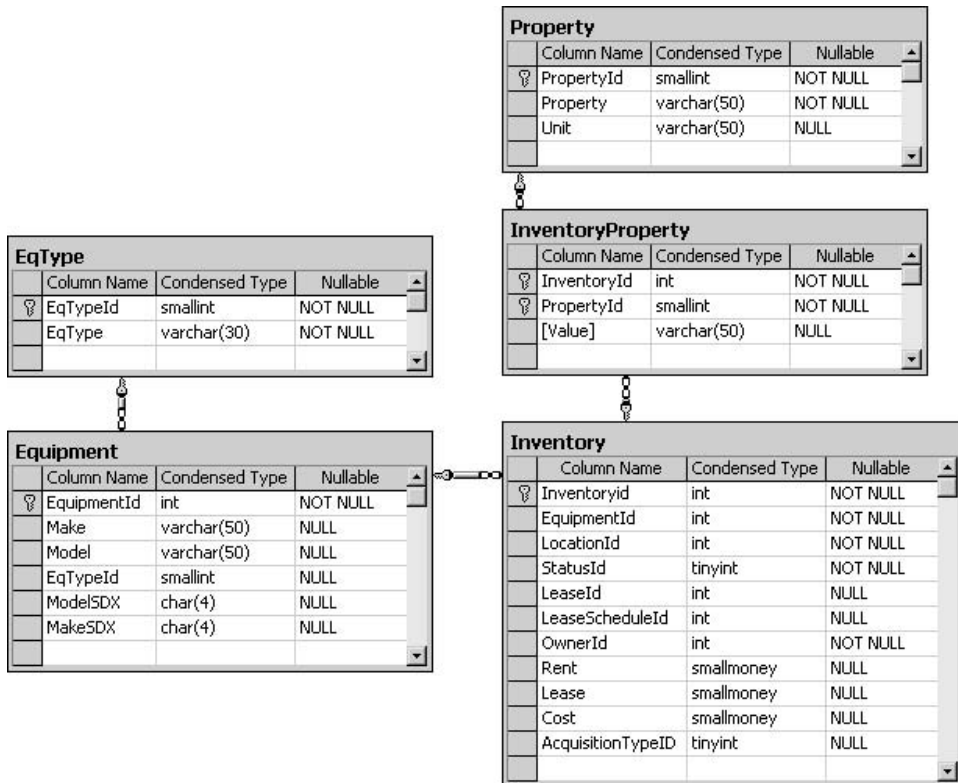 Property
Column Name Condensed Type Nullable
PropertyId smallint NOT NULL
Property varchar(50) NOT NULL
Unit varchar(50) NULL
InventoryProperty
Column Name Condensed Type Nullable
InventoryId int NOT NULL
PropertyId smallint NOT NULL
[Value] varchar(50) NULL
EqType
Column Name Condensed Type Nullable
EqTypeId smallint NOT NULL
EqType varchar(30) NOT NULL
Equipment
Column Name Condensed Type Nullable
EquipmentId int NOT NULL
Make varchar(50) NULL
Model varchar(50) NULL
EqTypeId smallint NULL
ModelSDX char(4) NULL
MakeSDX char(4) NULL
Inventory
Column Name Condensed Type Nullable
Inventoryid int NOT NULL
EquipmentId int NOT NULL
LocationId int NOT NULL
StatusId tinyint NOT NULL
LeaseId int NULL
LeaseScheduleId int NULL
OwnerId int NOT NULL
Rent smallmoney NULL
Lease smallmoney NULL
Cost smallmoney NULL
AcquisitionTypeID tinyint NULL